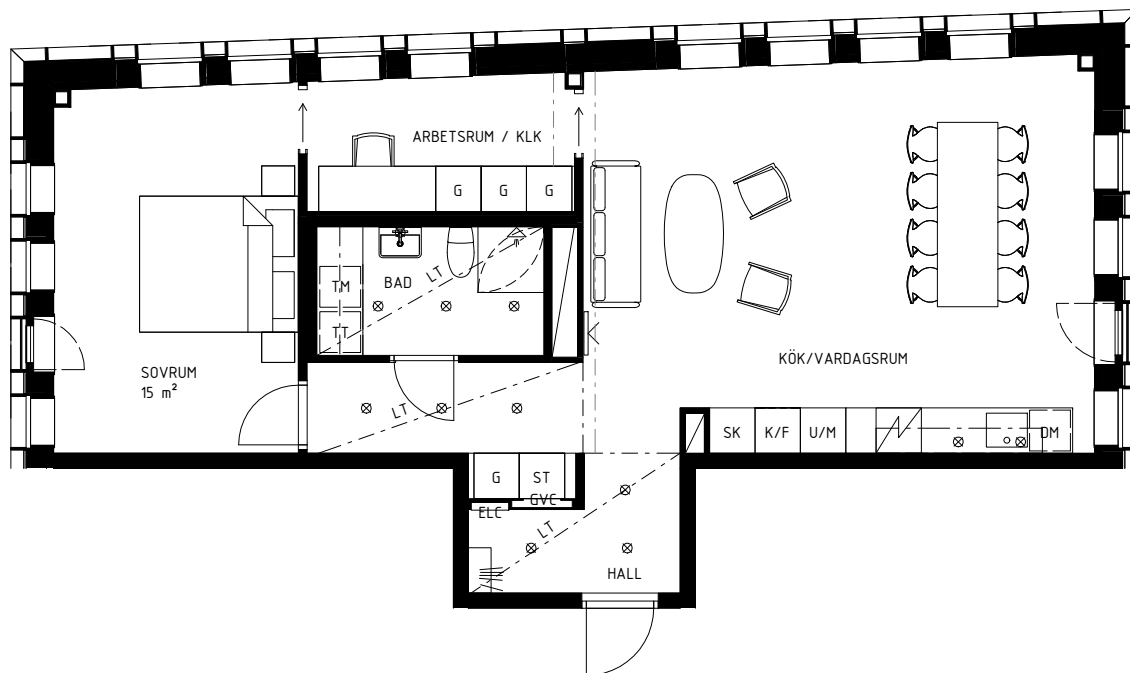 ARBETSRUM / KLK
G
G
G
BAD
LT
TM
TT
SOVRUM
15 m²
KÖK/VARDAGSRUM
LT
SK
K/F
U/M
DM
G
ST
GVC
ELC
LT
HALL